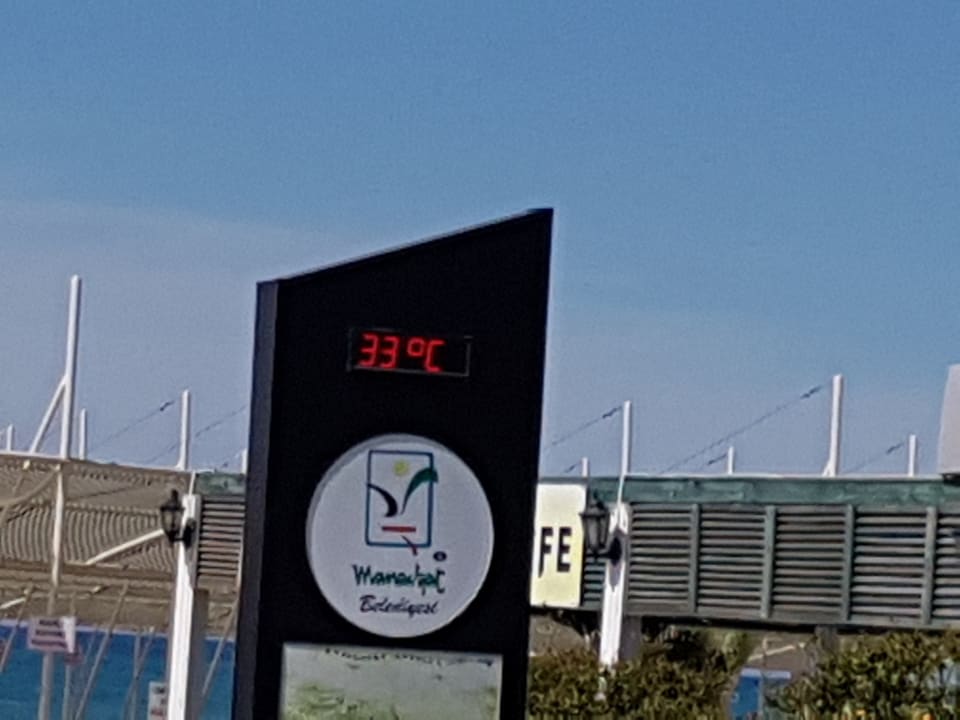 33°C
Manavgat
Belediyesi
FE